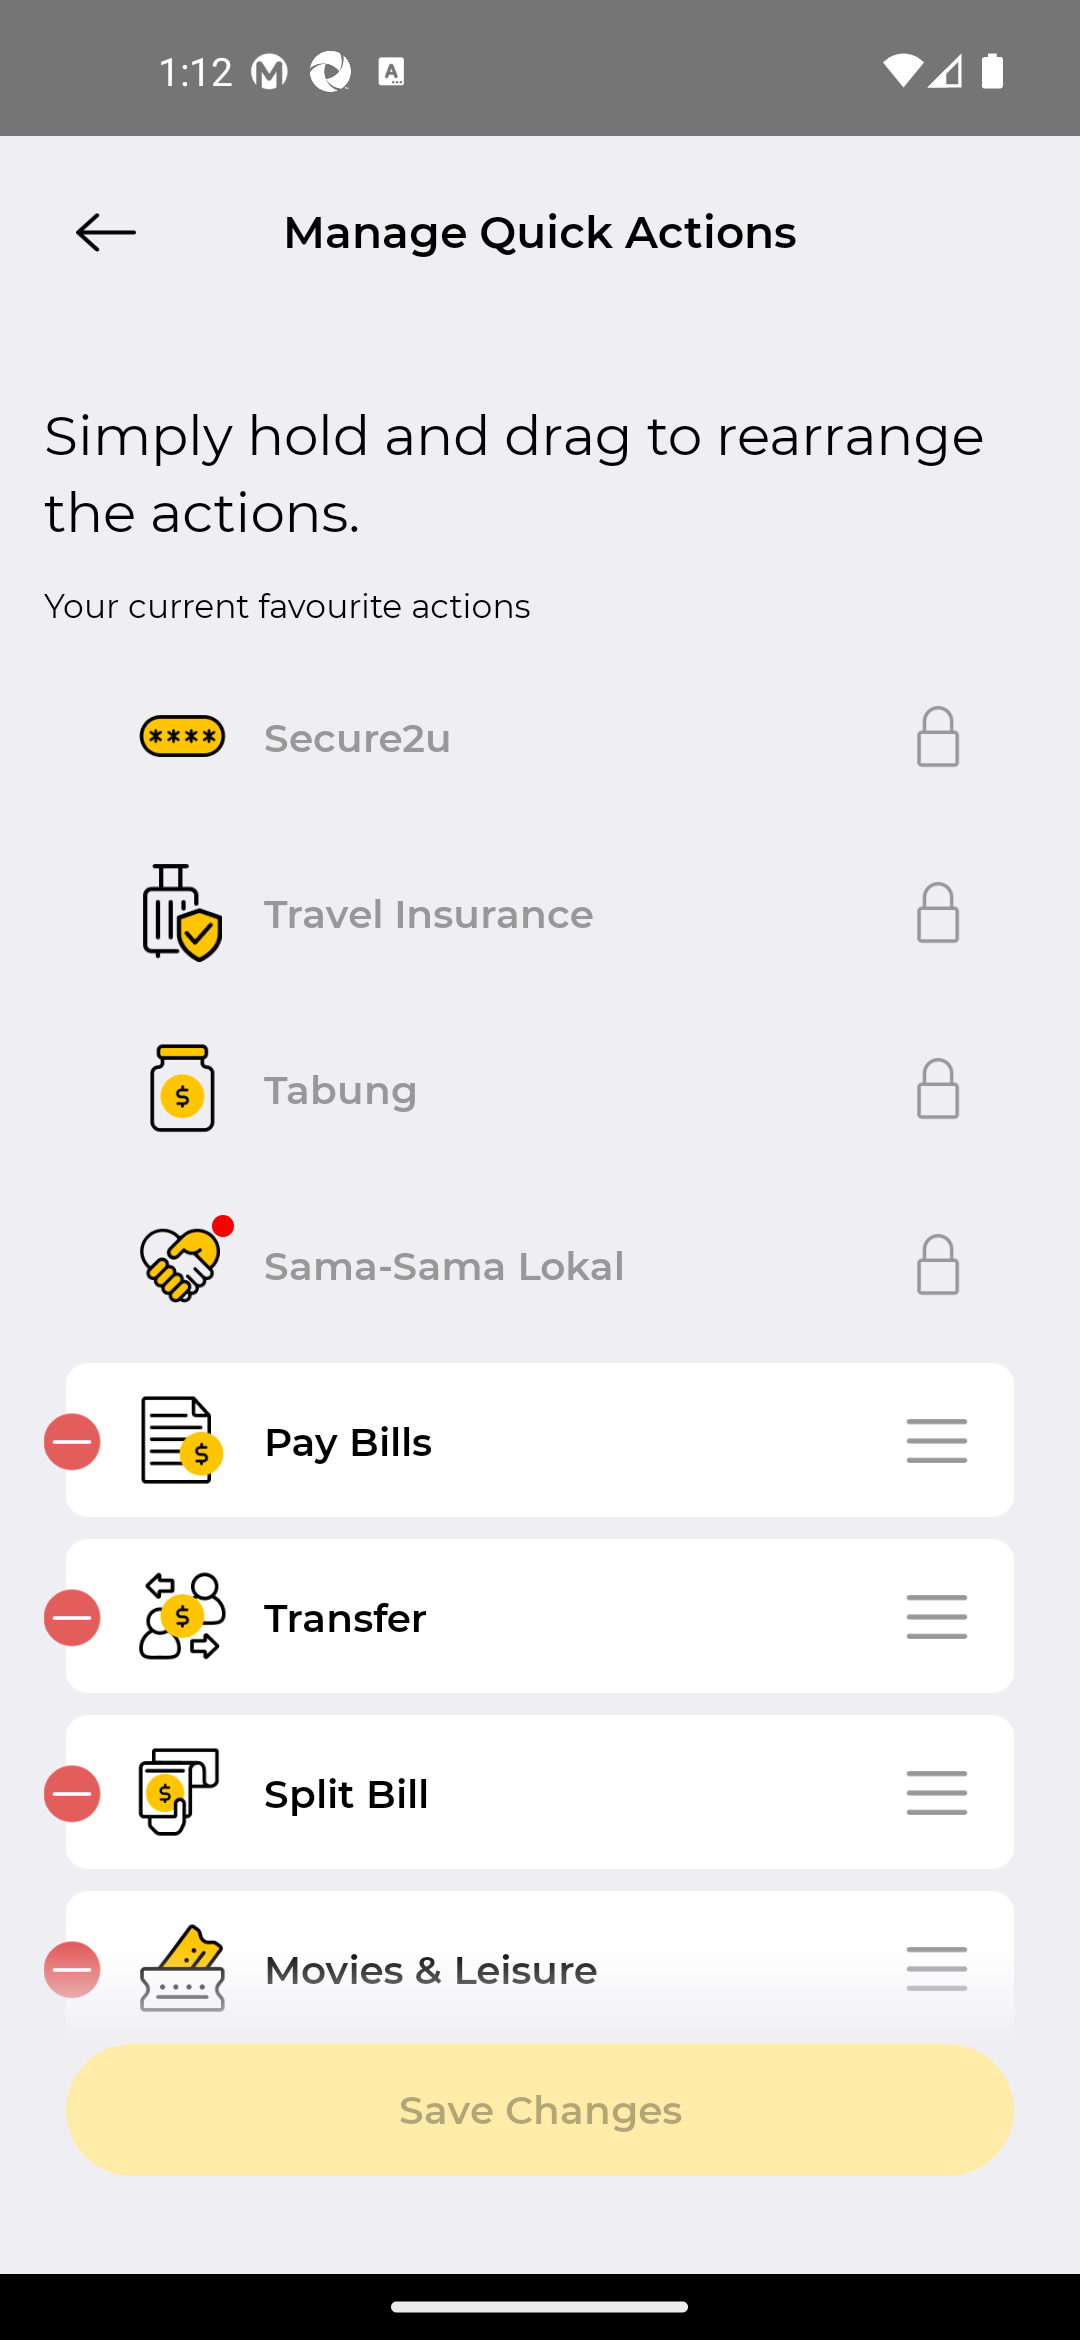 1:12
Manage Quick Actions
Simply hold and drag to rearrange
the actions.
Your current favourite actions
Secure2u
Travel Insurance
Tabung
Sama-Sama Lokal
Pay Bills
Transfer
Split Bill
Movies & Leisure
Save Changes